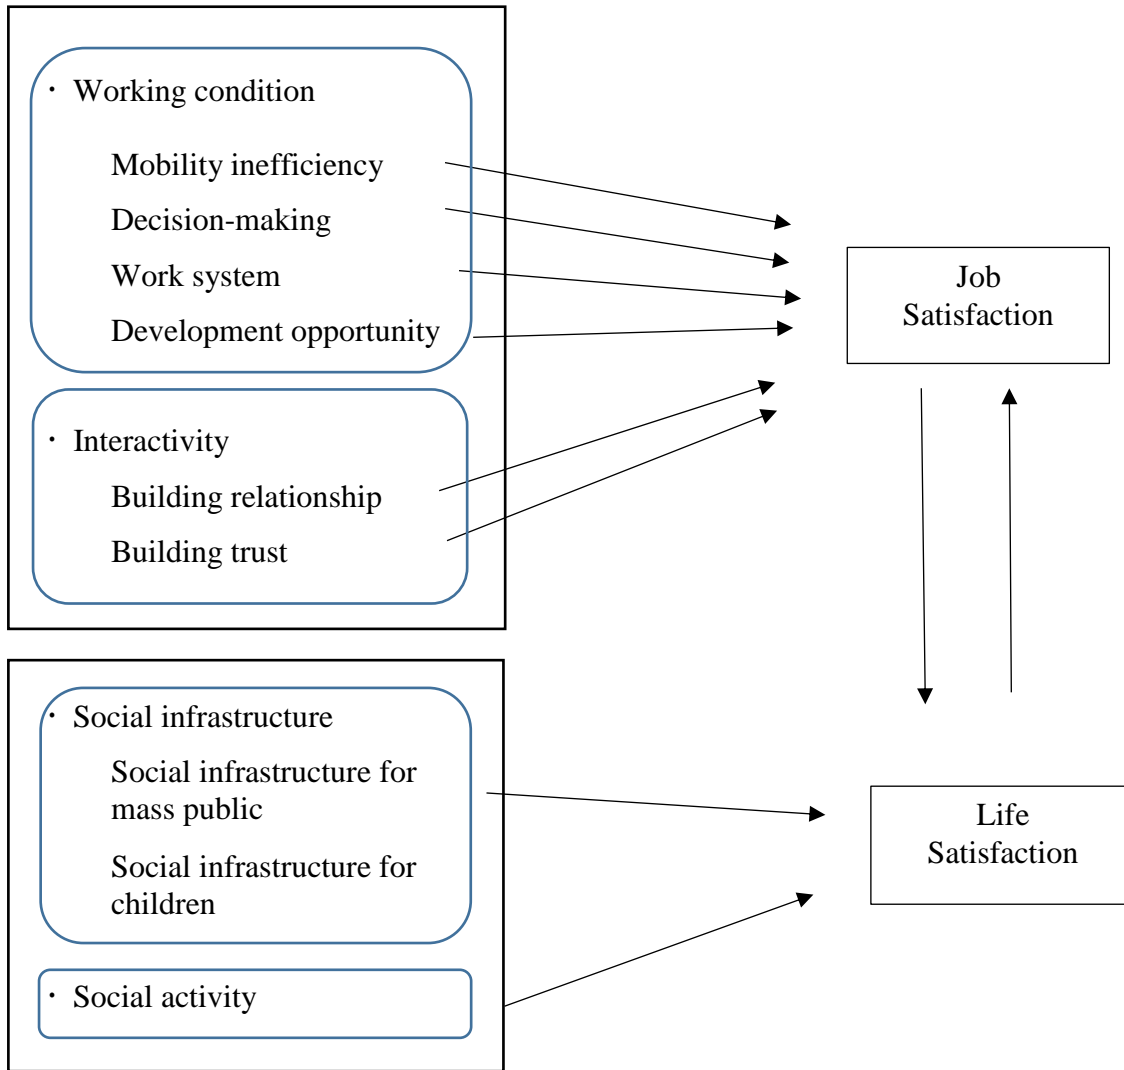 · Working condition
Mobility inefficiency
Decision-making
Work system
Development opportunity
· Interactivity
Building relationship
Building trust
Job
Satisfaction
· Social infrastructure
Social infrastructure for
mass public
Social infrastructure for
children
· Social activity
Life
Satisfaction